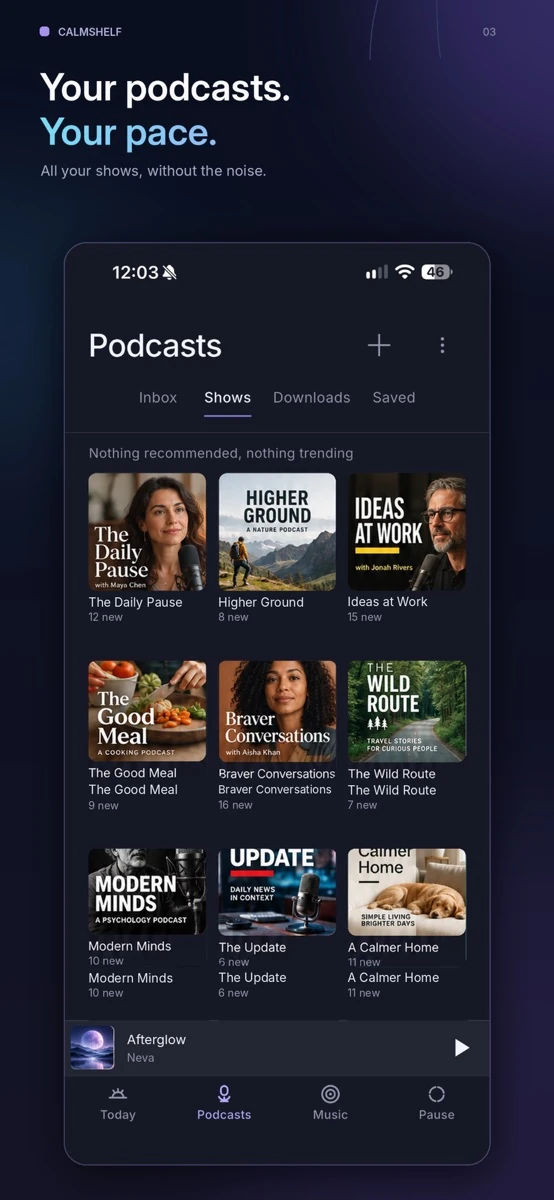 CALMSHELF
03
Your podcasts.
Your pace.
All your shows, without the noise.
12:03
46
Podcasts
Inbox
Shows
Downloads
Saved
Nothing recommended, nothing trending
The
Daily
Pause
with Maya Chen
HIGHER
GROUND
A NATURE PODCAST
IDEAS
AT WORK
with Jonah Rivers
The Daily Pause
12 new
Higher Ground
8 new
Ideas at Work
15 new
The
Good
Meal
A COOKING PODCAST
Braver
Conversations
with Aisha Khan
THE
WILD
ROUTE
TRAVEL STORIES
FOR CURIOUS PEOPLE
The Good Meal
The Good Meal
9 new
Braver Conversations
Braver Conversations
16 new
The Wild Route
The Wild Route
7 new
MODERN
MINDS
A PSYCHOLOGY PODCAST
UPDATE
DAILY NEWS
IN CONTEXT
Calmer
Home
SIMPLE LIVING
BRIGHTER DAYS
Modern Minds
10 new
Modern Minds
10 new
The Update
6 new
The Update
6 new
A Calmer Home
11 new
A Calmer Home
11 new
Afterglow
Neva
Today
Podcasts
Music
Pause